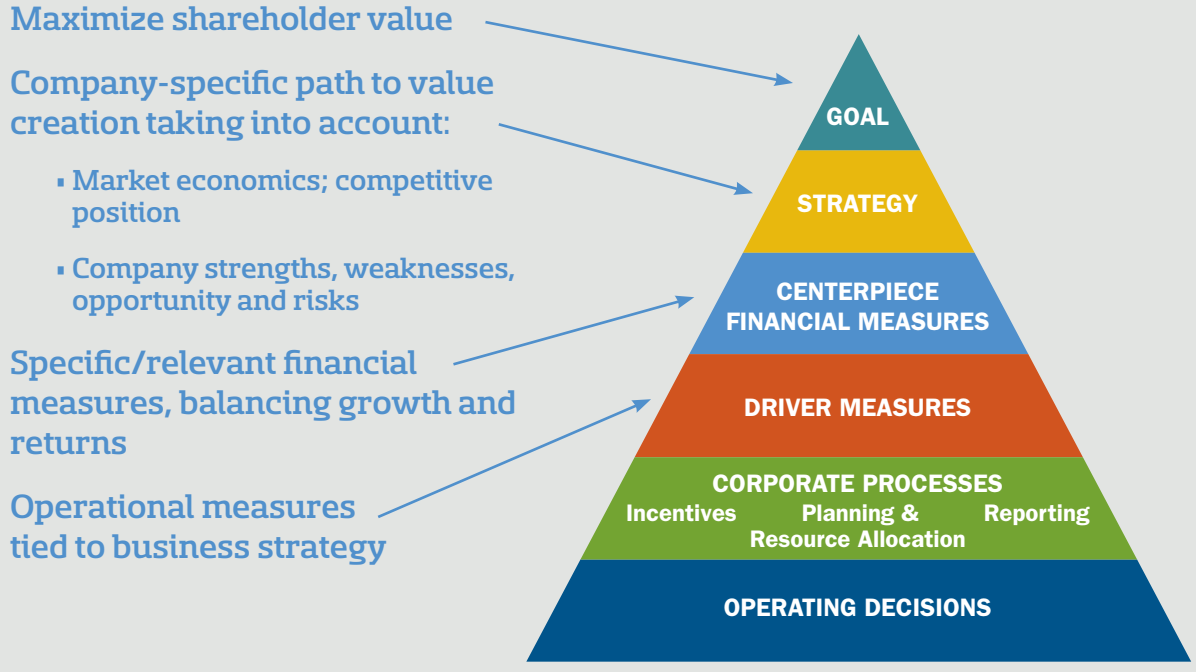 Maximize shareholder value
Company-specific path to value
creation taking into account:
▪ Market economics; competitive
position
▪ Company strengths, weaknesses,
opportunity and risks
Specific/relevant financial
measures, balancing growth and
returns
Operational measures
tied to business strategy
GOAL
STRATEGY
CENTERPIECE
FINANCIAL MEASURES
DRIVER MEASURES
CORPORATE PROCESSES
Incentives Planning & Reporting
Resource Allocation
OPERATING DECISIONS